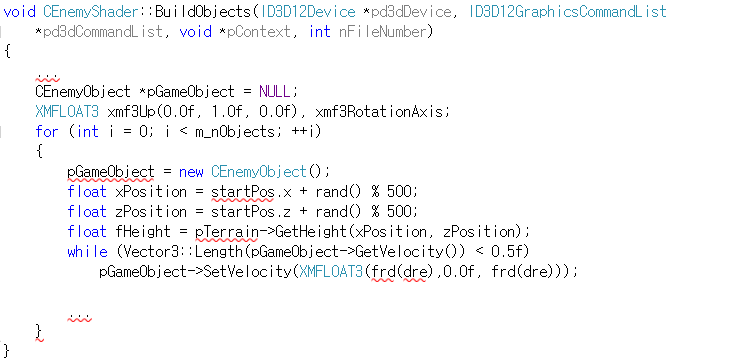 void CEnemyShader::BuildObjects(ID3D12Device *pd3dDevice, ID3D12GraphicsCommandList
*pd3dCommandList, void *pContext, int nFileNumber)
{
...
CEnemyObject *pGameObject = NULL;
XMFLOAT3 xmf3Up(0.0f, 1.0f, 0.0f), xmf3RotationAxis;
for (int i = 0; i < m_nObjects; ++i)
{
pGameObject = new CEnemyObject();
float xPosition = startPos.x + rand() % 500;
float zPosition = startPos.z + rand() % 500;
float fHeight = pTerrain->GetHeight(xPosition, zPosition);
while (Vector3::Length(pGameObject->GetVelocity()) < 0.5f)
pGameObject->SetVelocity(XMFLOAT3(frd(dre),0.0f, frd(dre)));
...
}
}